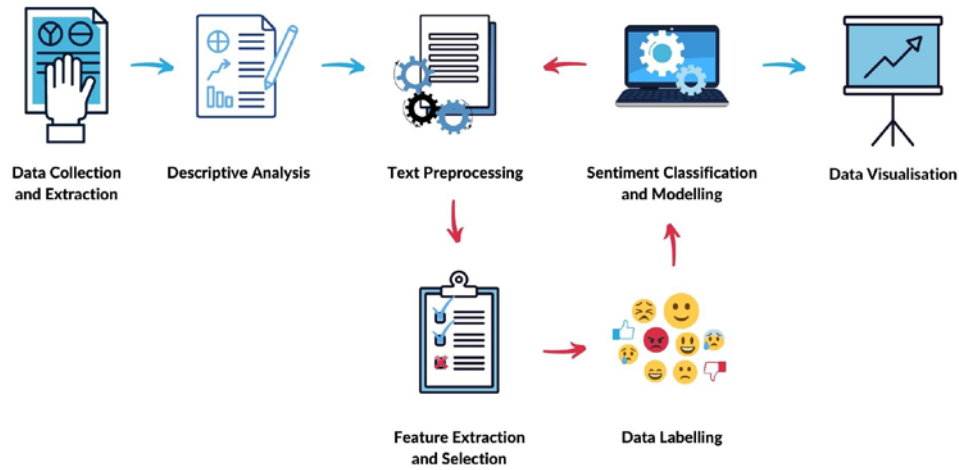 Data Collection
and Extraction
Descriptive Analysis
Text Preprocessing
Sentiment Classification
and Modelling
Data Visualisation
Feature Extraction
and Selection
Data Labelling